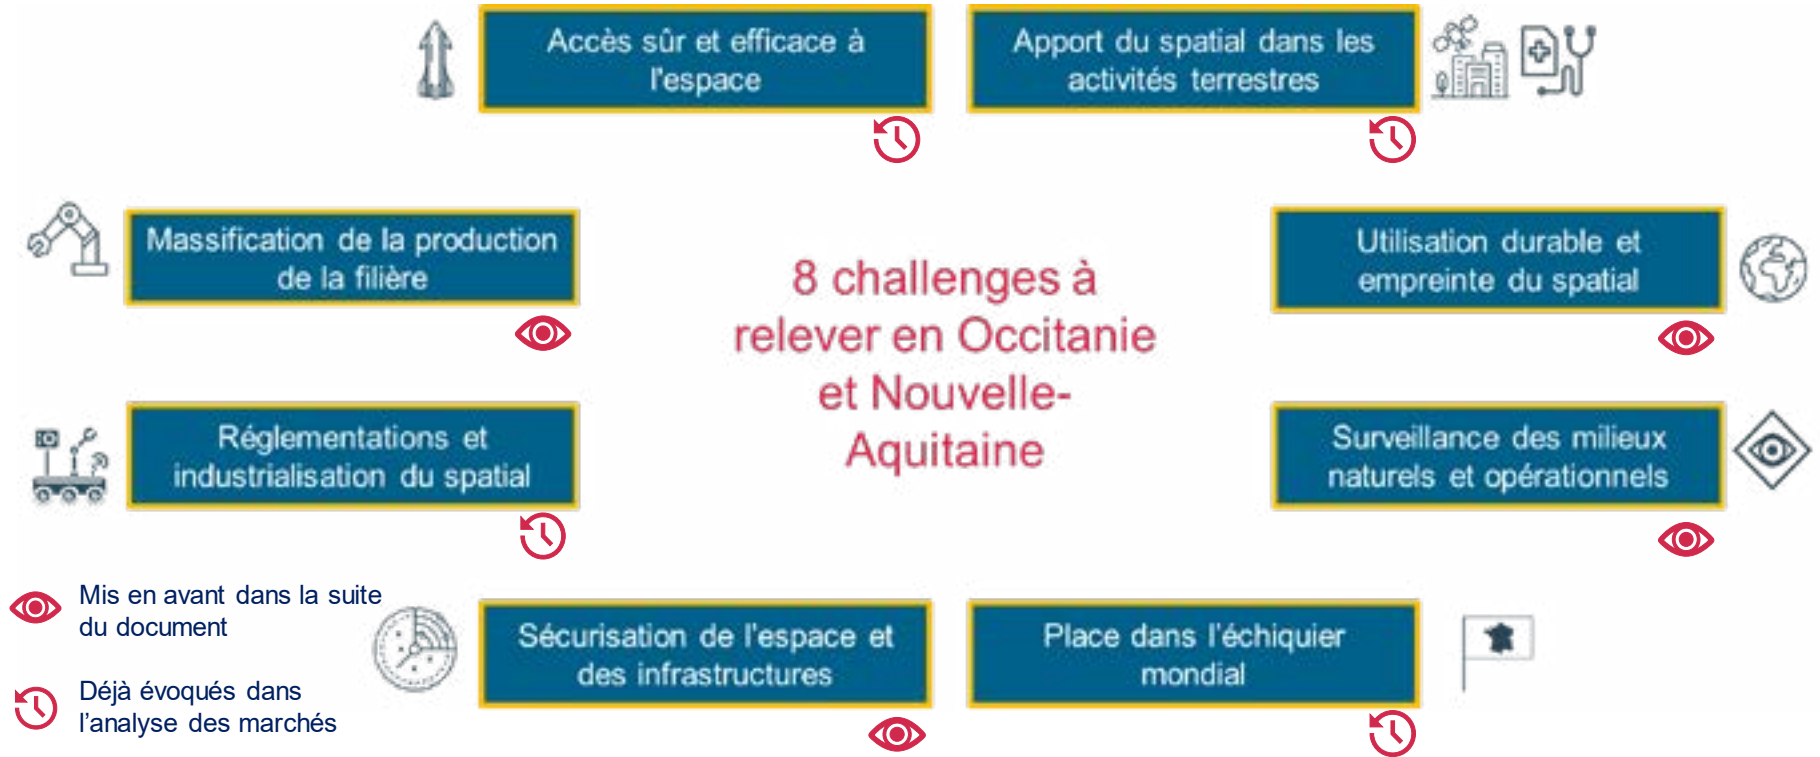 Accès sûr et efficace à
l'espace
Apport du spatial dans les
activités terrestres
Massification de la production
de la filière
Utilisation durable et
empreinte du spatial
8 challenges à
relever en Occitanie
et Nouvelle-
Aquitaine
Réglementations et
industrialisation du spatial
Surveillance des milieux
naturels et opérationnels
Mis en avant dans la suite
du document
Sécurisation de l'espace et
des infrastructures
Place dans l'échiquier
mondial
Déjà évoqués dans
l'analyse des marchés